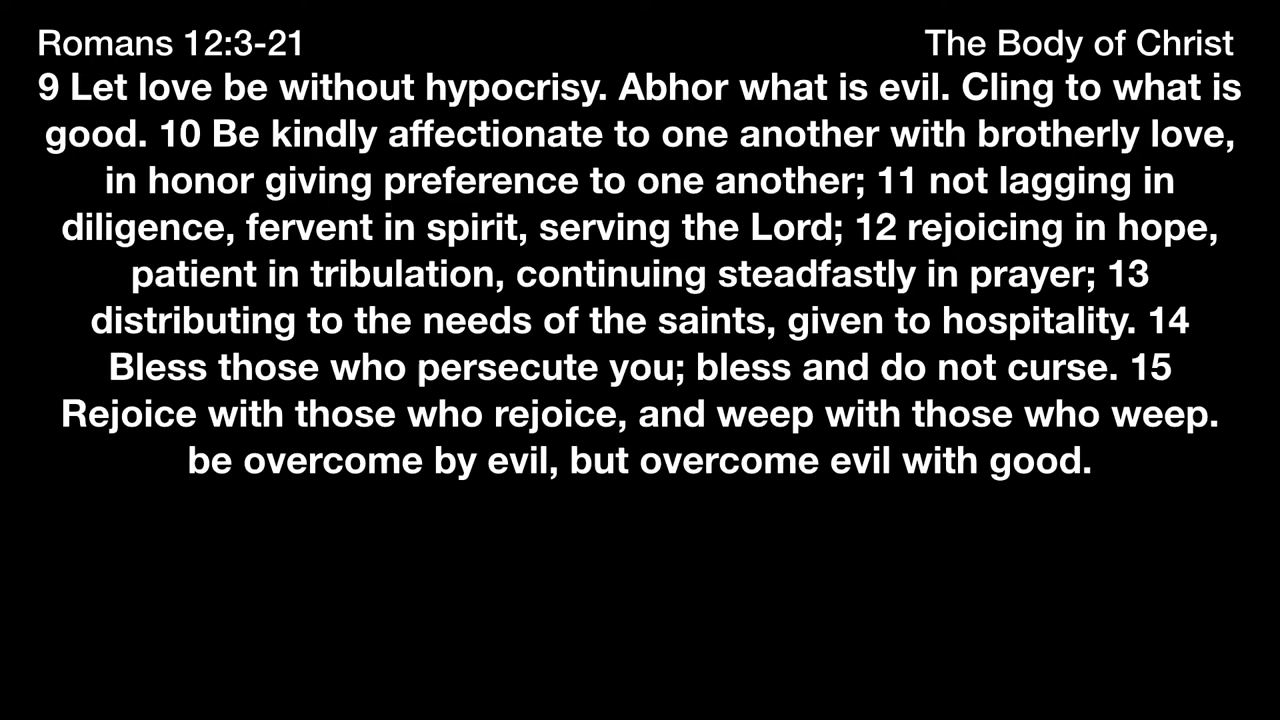 Romans 12:3-21 The Body of Christ
9 Let love be without hypocrisy. Abhor what is evil. Cling to what is
good. 10 Be kindly affectionate to one another with brotherly love,
in honor giving preference to one another; 11 not lagging in
diligence, fervent in spirit, serving the Lord; 12 rejoicing in hope,
patient in tribulation, continuing steadfastly in prayer; 13
distributing to the needs of the saints, given to hospitality. 14
Bless those who persecute you; bless and do not curse. 15
Rejoice with those who rejoice, and weep with those who weep.
be overcome by evil, but overcome evil with good.